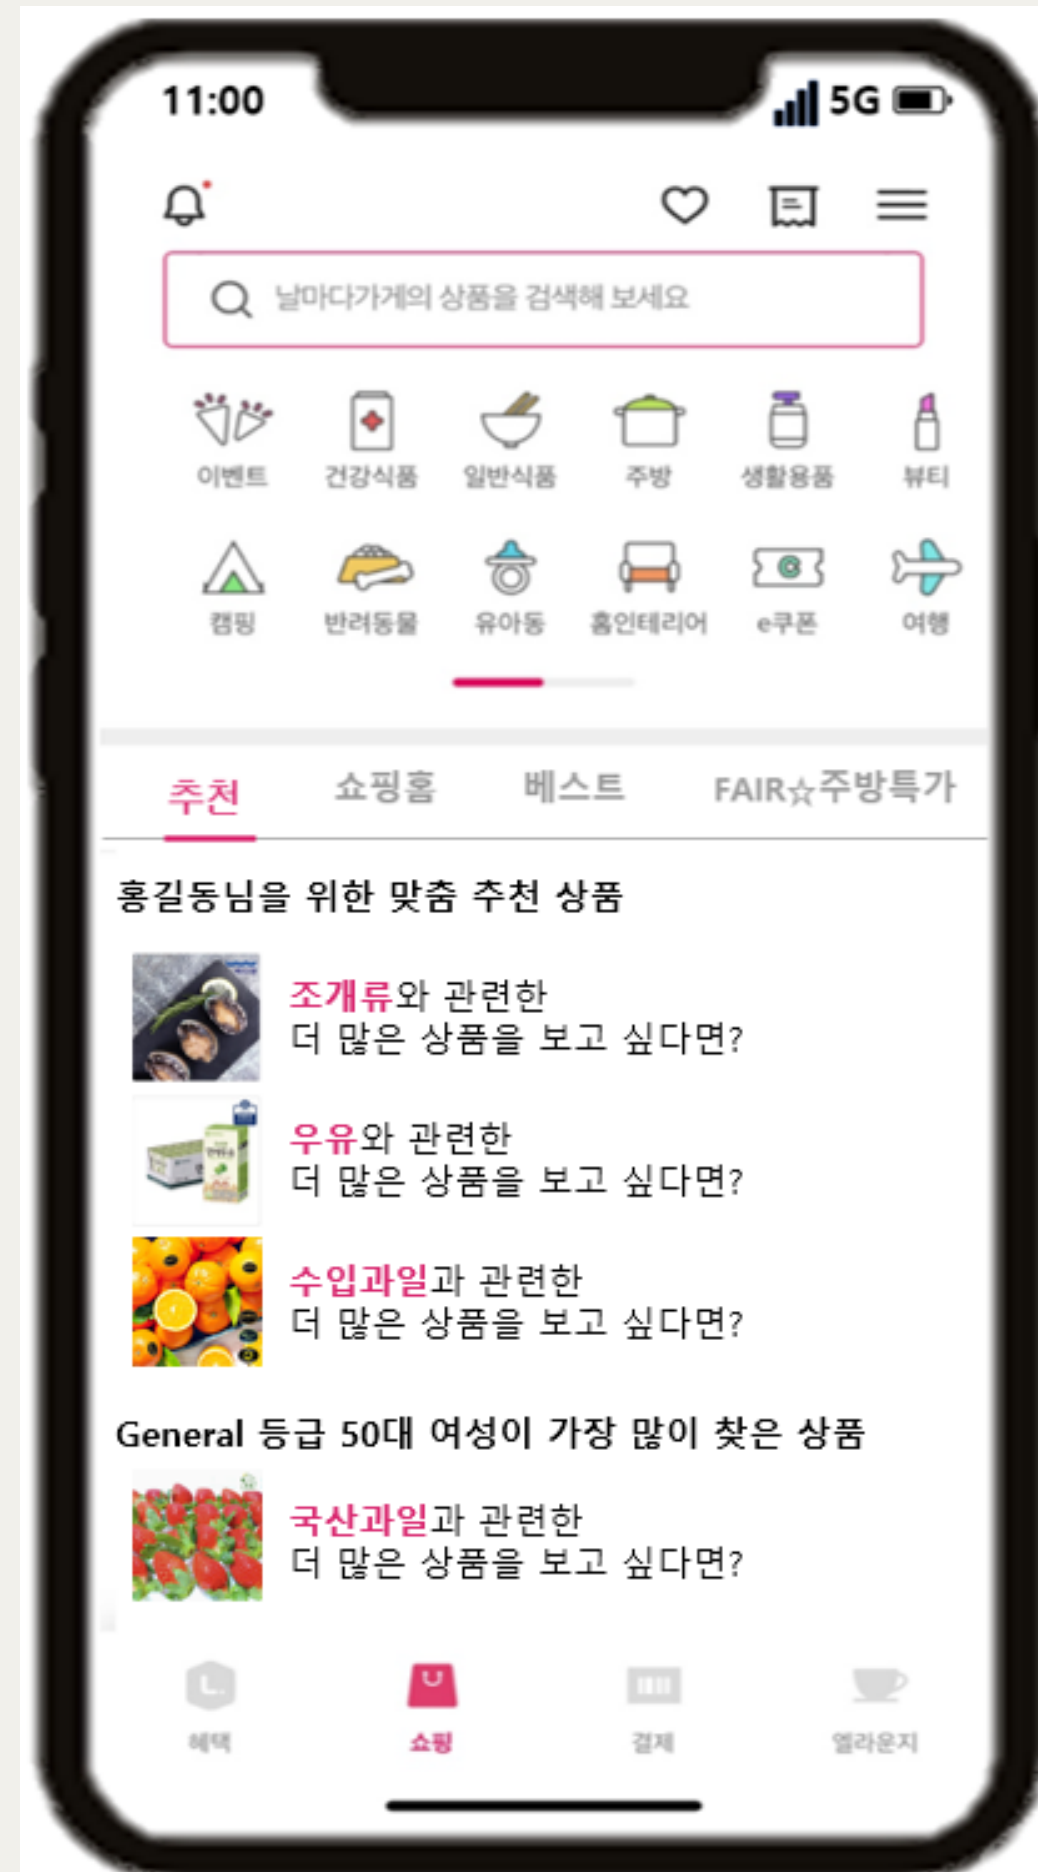 11:00 5G
날마다가게의 상품을 검색해 보세요
이벤트 건강식품 일반식품 주방 생활용품 뷰티
캠핑 반려동물 유아동 홈인테리어 e쿠폰 여행
추천 쇼핑홈 베스트 FAIR☆주방특가
홍길동님을 위한 맞춤 추천 상품
조개류와 관련한
더 많은 상품을 보고 싶다면?
우유와 관련한
더 많은 상품을 보고 싶다면?
수입과일과 관련한
더 많은 상품을 보고 싶다면?
General 등급 50대 여성이 가장 많이 찾은 상품
국산과일과 관련한
더 많은 상품을 보고 싶다면?
L.
혜택 쇼핑 결제 엘라운지